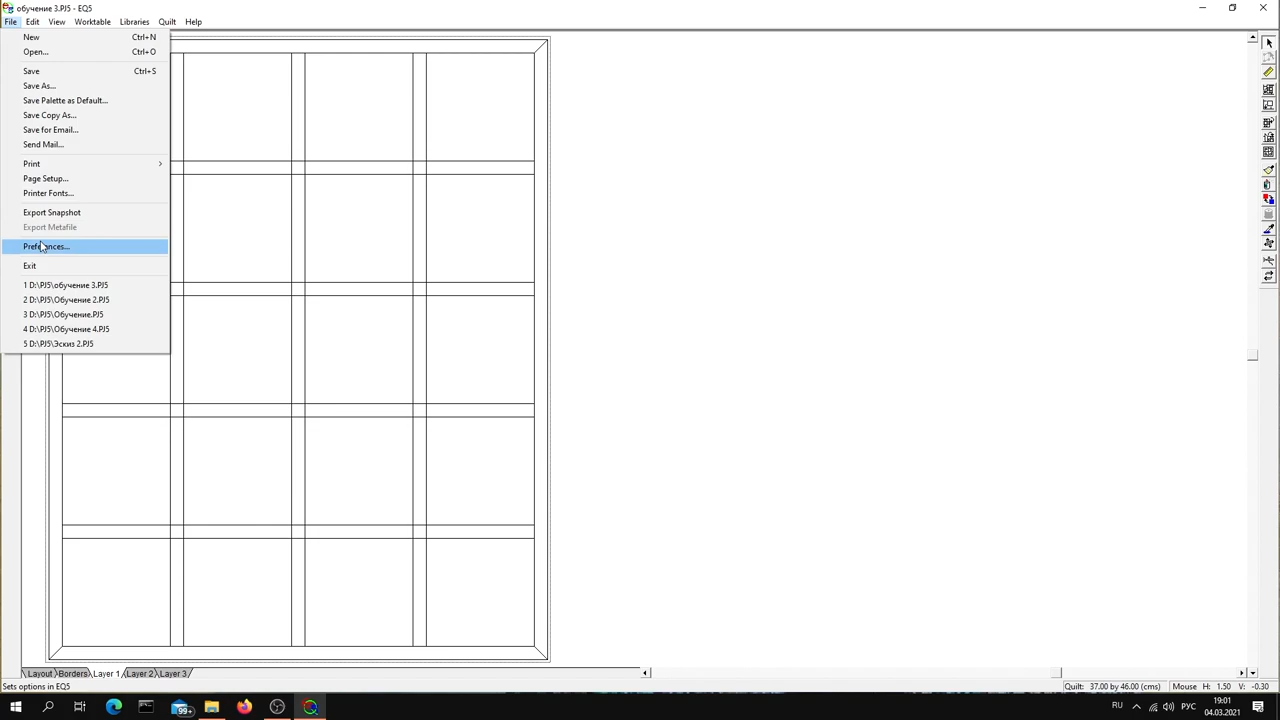 обучение 3.PJ5 - EQ5
File Edit View Worktable Libraries Quilt Help
New Ctrl+N
Open... Ctrl+O
Save Ctrl+S
Save As...
Save Palette as Default...
Save Copy As...
Save for Email...
Send Mail...
Print
Page Setup...
Printer Fonts...
Export Snapshot
Export Metafile
Preferences...
Exit
1 D:\PJ5\обучение 3.PJ5
2 D:\PJ5\Обучение 2.PJ5
3 D:\PJ5\Обучение.PJ5
4 D:\PJ5\Обучение 4.PJ5
5 D:\PJ5\Эскиз 2.PJ5
Layout Borders Layer 1 Layer 2 Layer 3
Sets options in EQ5 Quilt: 37.00 by 46.00 (cms) Mouse H: 1.50 V: -0.30
99+ RU РУС 19:01
04.03.2021